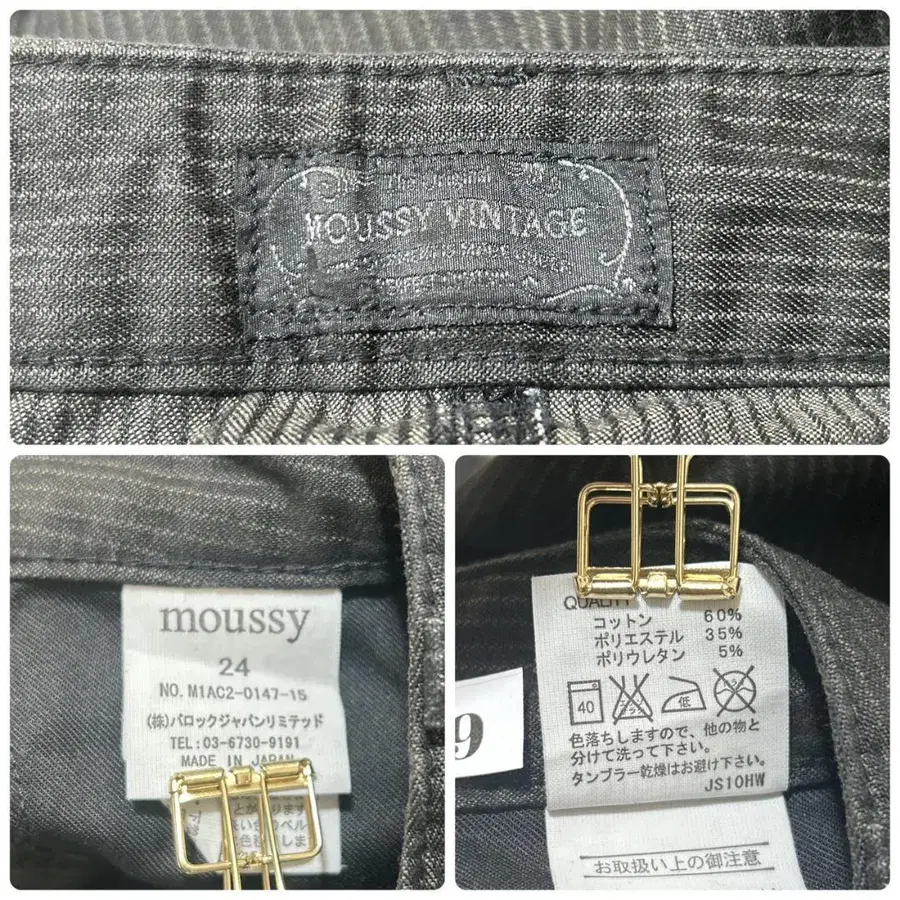 The Original
MOUSSY VINTAGE
moussy
24
NO. M1AC2-0147-15
(株)バロックジャパンリミテッド
TEL: 03-6730-9191
MADE IN JAPAN
QUALITY
コットン 60%
ポリエステル 35%
ポリウレタン 5%
40
低
色落ちしますので、他の物と
分けて洗って下さい。
タンブラー乾燥はお避け下さい。
JS10HW
9
お取扱い上の御注意